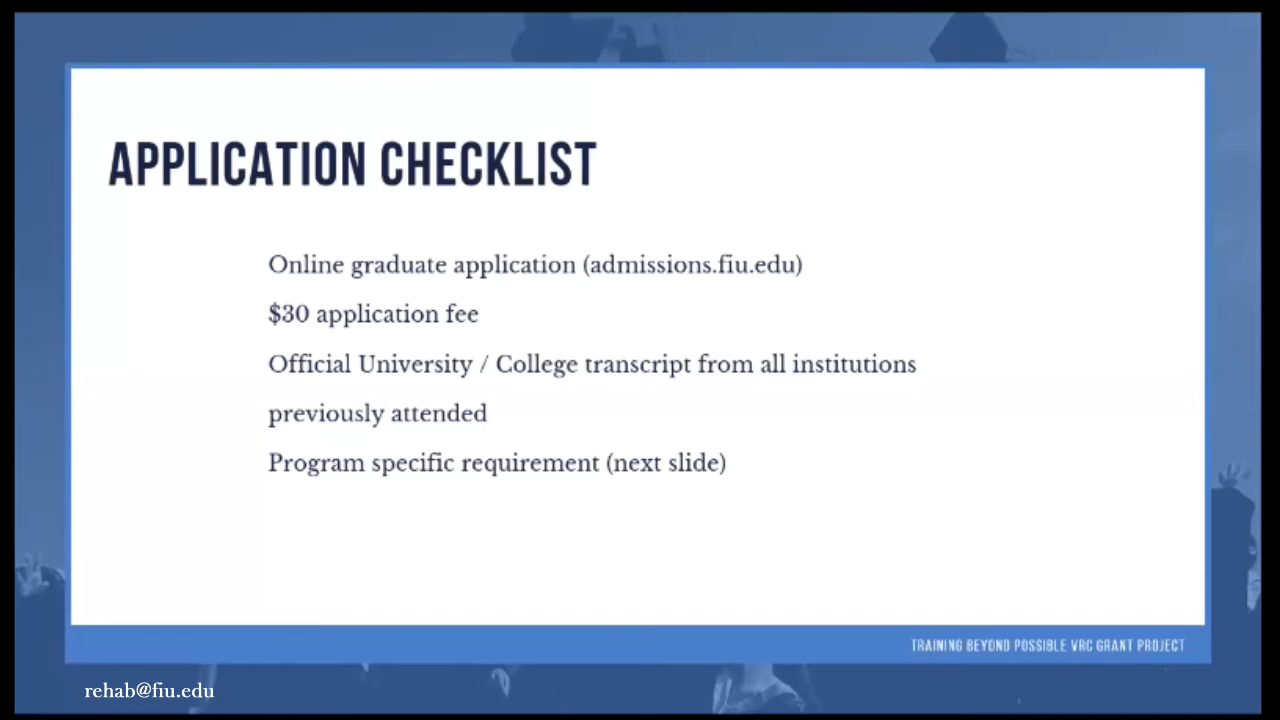 APPLICATION CHECKLIST
Online graduate application (admissions.fiu.edu)
$30 application fee
Official University / College transcript from all institutions
previously attended
Program specific requirement (next slide)
TRAINING BEYOND POSSIBLE VRC GRANT PROJECT
rehab@fiu.edu